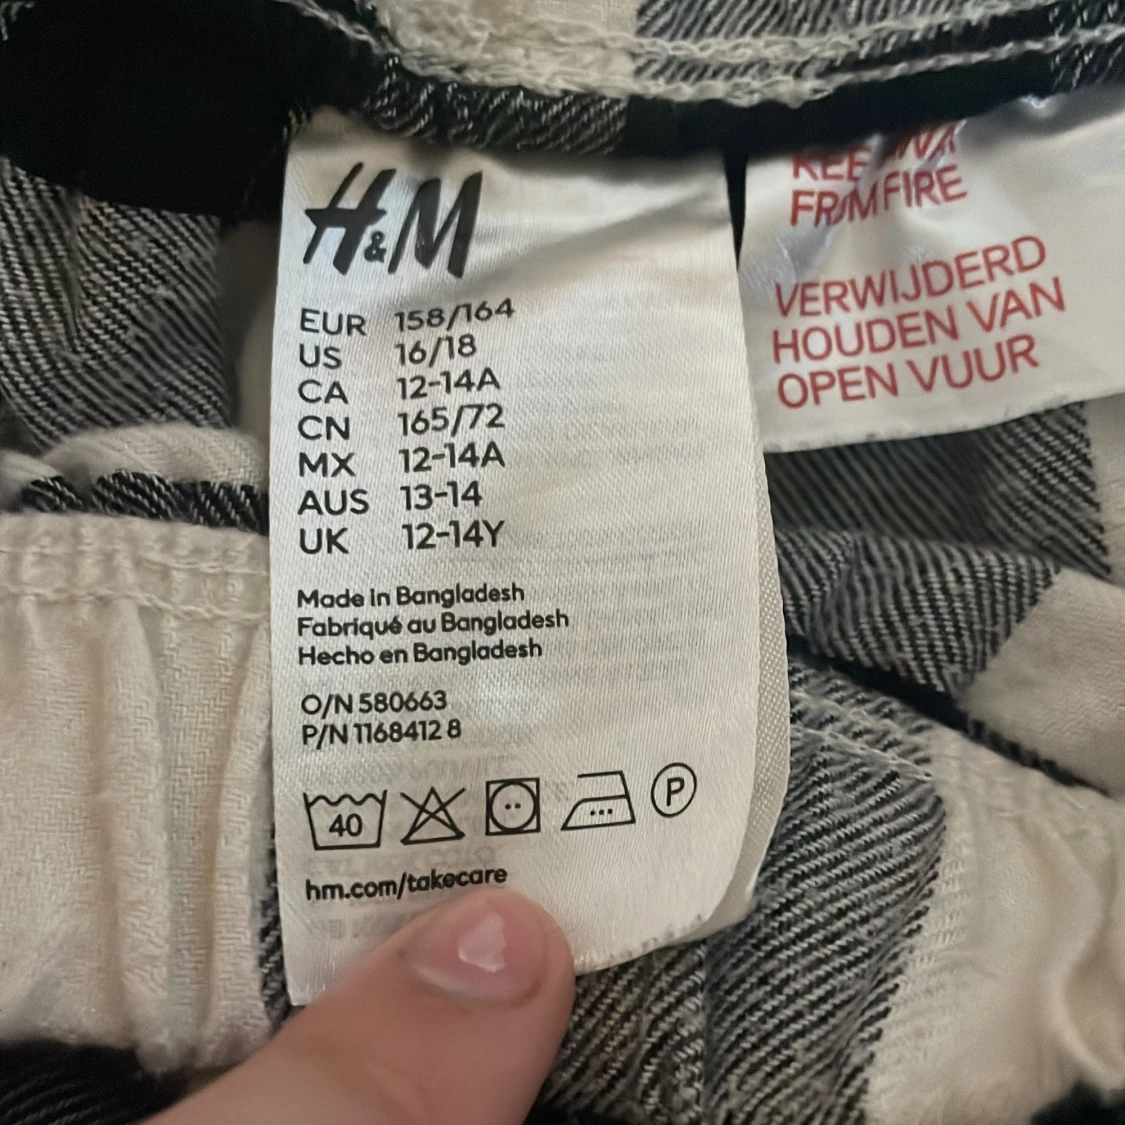 H&M
EUR 158/164
US 16/18
CA 12-14A
CN 165/72
MX 12-14A
AUS 13-14
UK 12-14Y
Made in Bangladesh
Fabriqué au Bangladesh
Hecho en Bangladesh
O/N 580663
P/N 1168412 8
40
P
hm.com/takecare
FROM FIRE
VERWIJDERD
HOUDEN VAN
OPEN VUUR